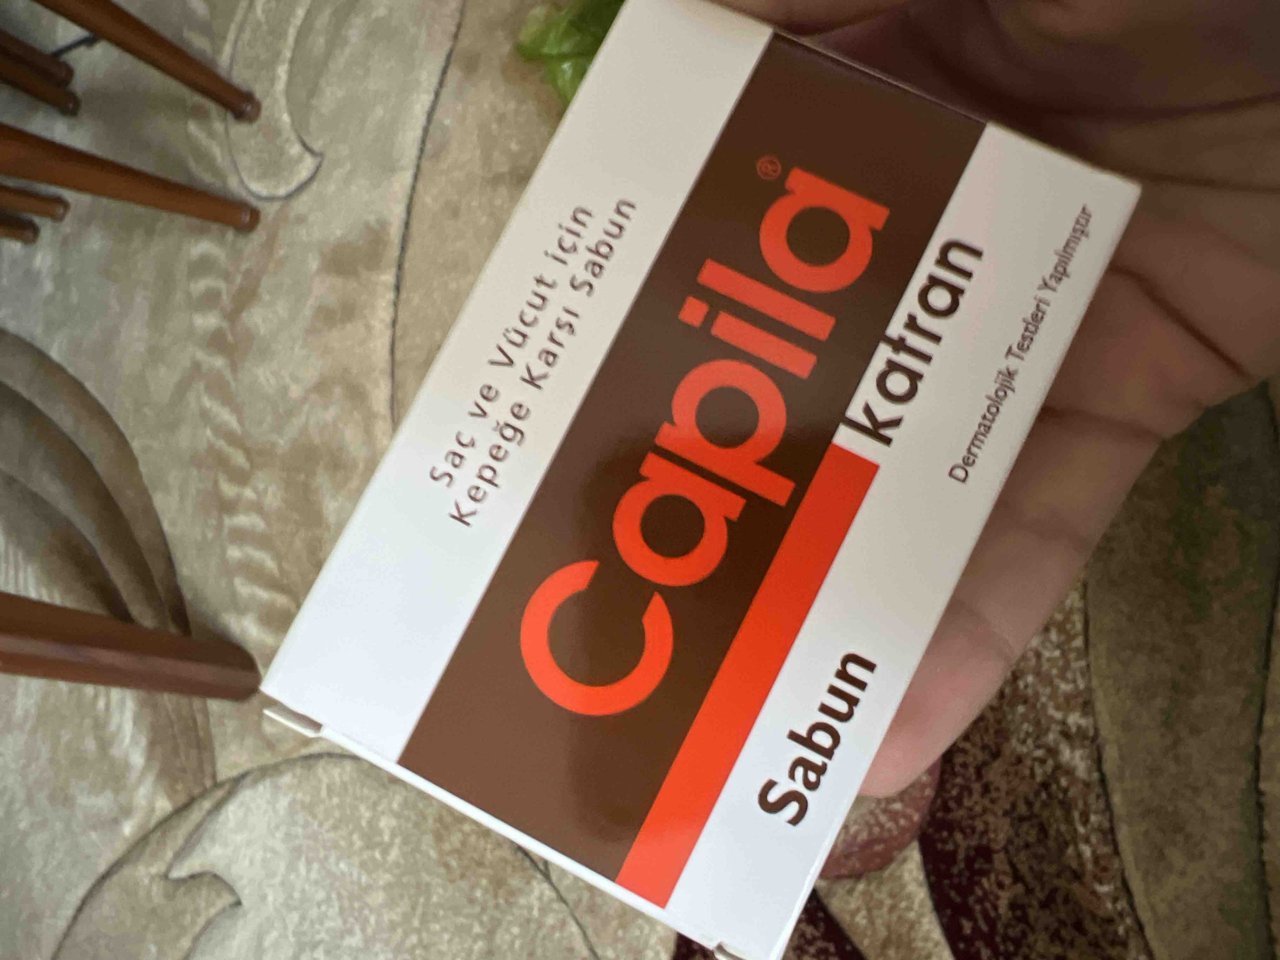 Saç ve Vücut için
Kepeğe Karşı Sabun
Capila®
katran
Sabun
Dermatolojik Testleri Yapılmıştır